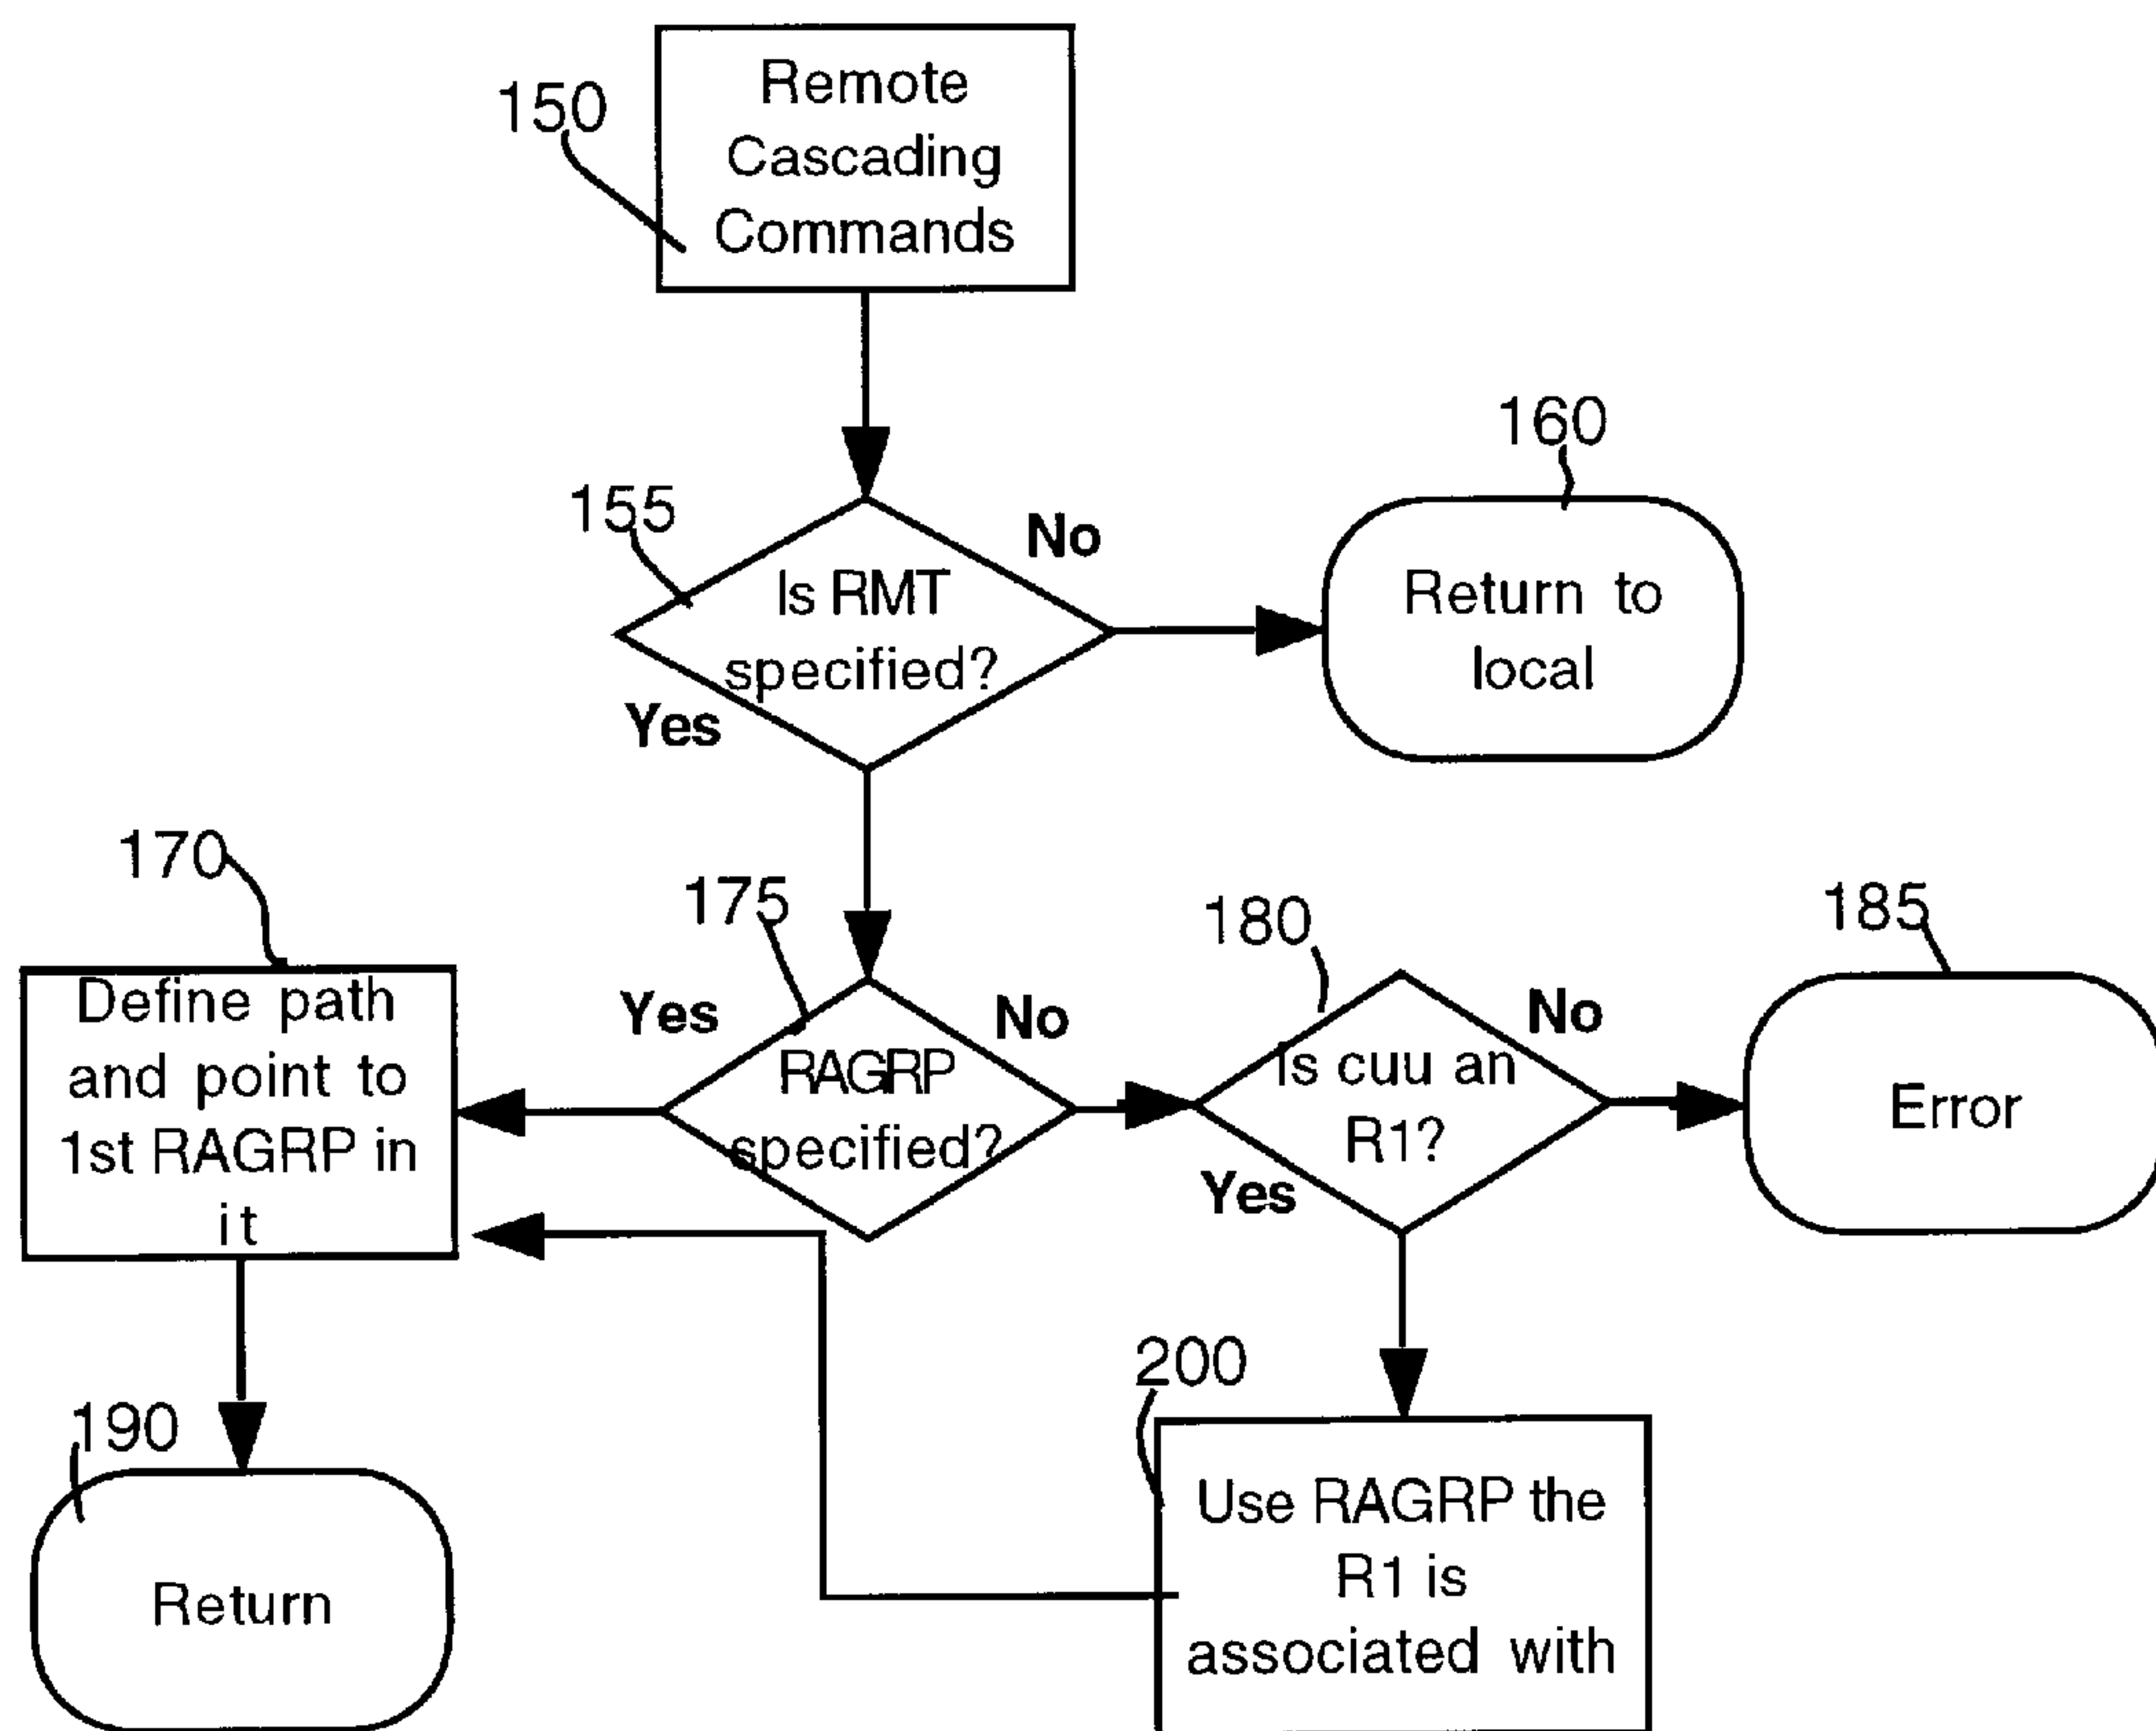 150
Remote
Cascading
Commands
155
No
160
Is RMT
specified?
Return to
local
Yes
170
175
180
185
Define path
and point to
1st RAGRP in
it
Yes
RAGRP
specified?
No
Is cuu an
R1?
No
Error
Yes
190
Return
200
Use RAGRP the
R1 is
associated with